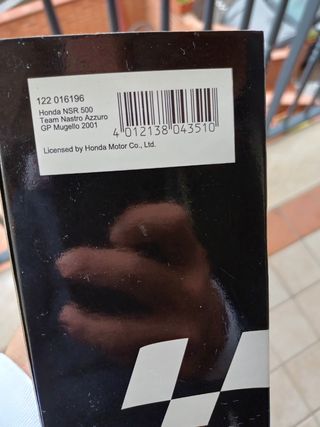 122 016196
Honda NSR 500
Team Nastro Azzuro
GP Mugello 2001
4 012138 043510
Licensed by Honda Motor Co., Ltd.